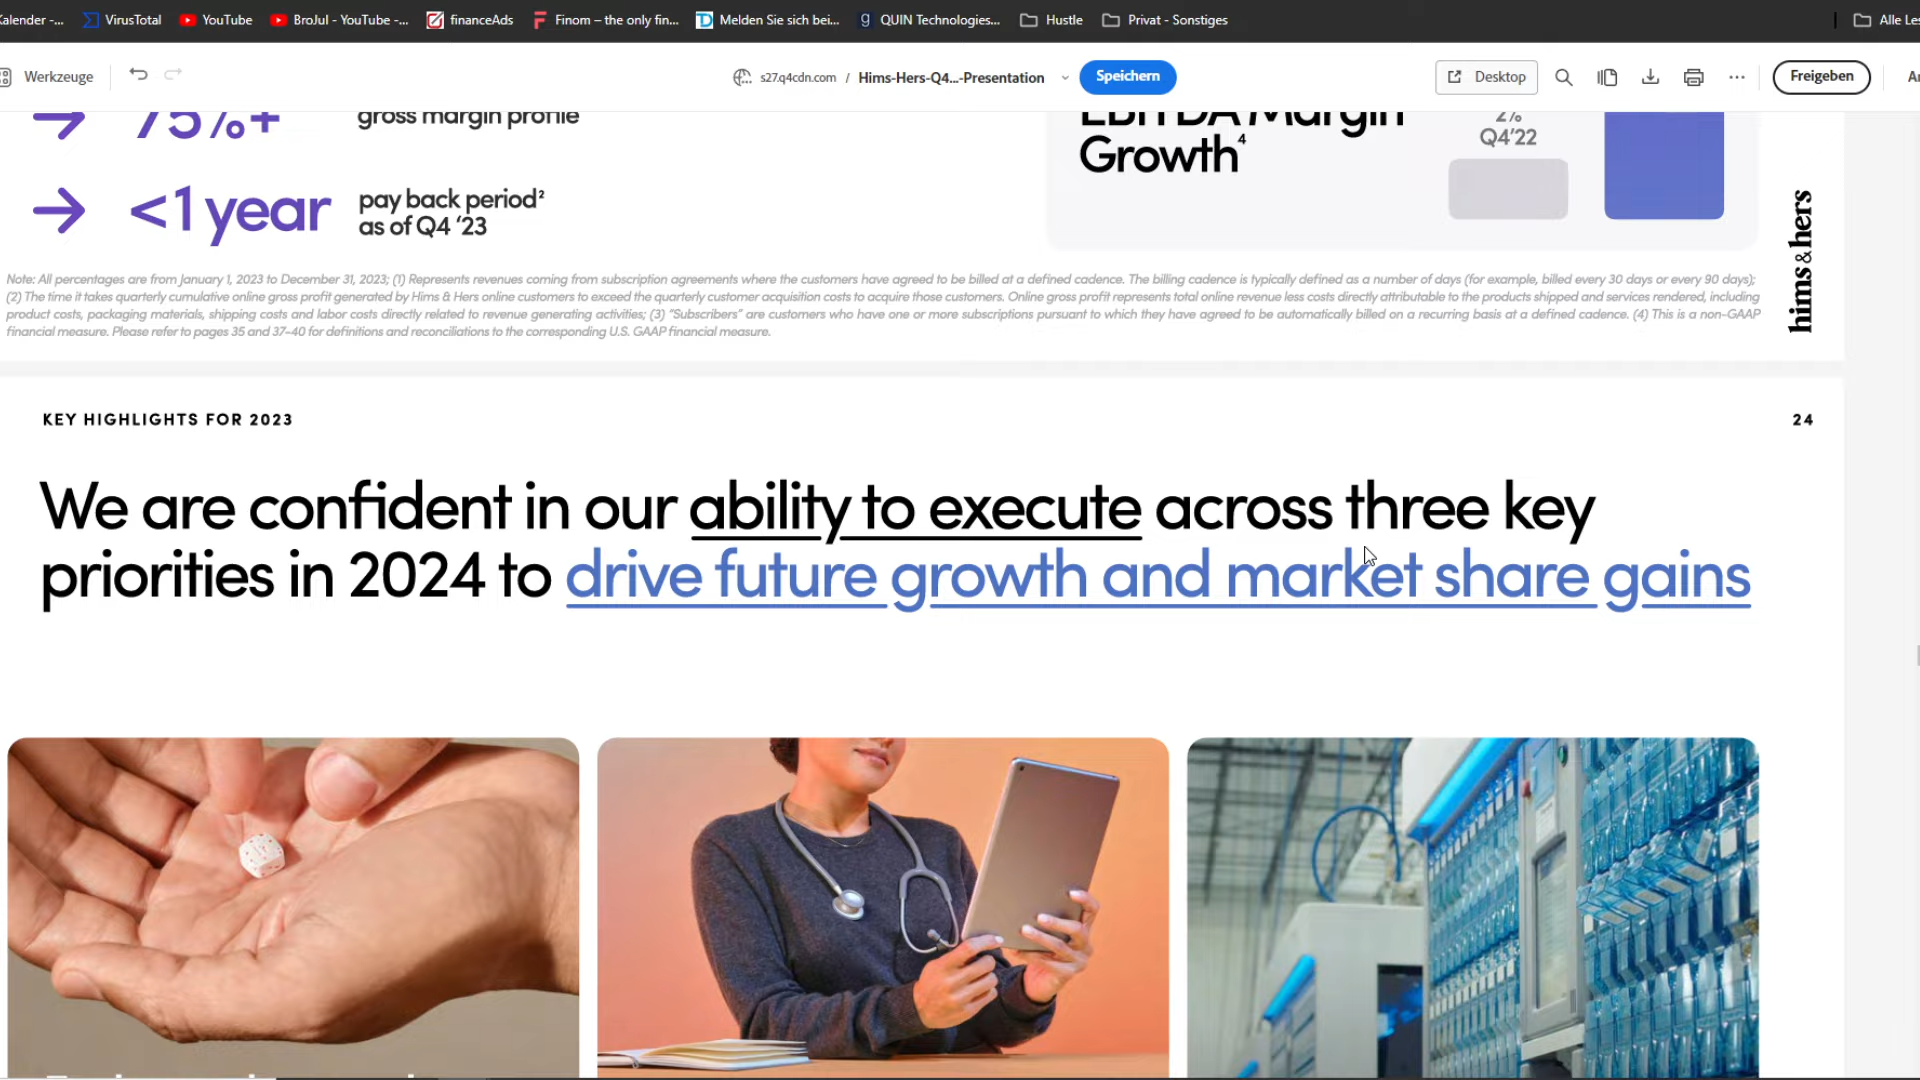 Kalender -...
VirusTotal
YouTube
BroJul - YouTube -...
financeAds
Finom – the only fin...
Melden Sie sich bei...
QUIN Technologies...
Hustle
Privat - Sonstiges
Alle Les
Werkzeuge
s27.q4cdn.com / Hims-Hers-Q4...-Presentation
Speichern
Desktop
Freigeben
75%+
gross margin profile
<1 year
pay back period²
as of Q4 ‘23
EBITDA Margin
Growth⁴
2%
Q4’22
hims&hers
Note: All percentages are from January 1, 2023 to December 31, 2023; (1) Represents revenues coming from subscription agreements where the customers have agreed to be billed at a defined cadence. The billing cadence is typically defined as a number of days (for example, billed every 30 days or every 90 days);
(2) The time it takes quarterly cumulative online gross profit generated by Hims & Hers online customers to exceed the quarterly customer acquisition costs to acquire those customers. Online gross profit represents total online revenue less costs directly attributable to the products shipped and services rendered, including
product costs, packaging materials, shipping costs and labor costs directly related to revenue generating activities; (3) “Subscribers” are customers who have one or more subscriptions pursuant to which they have agreed to be automatically billed on a recurring basis at a defined cadence. (4) This is a non-GAAP
financial measure. Please refer to pages 35 and 37–40 for definitions and reconciliations to the corresponding U.S. GAAP financial measure.
KEY HIGHLIGHTS FOR 2023
24
We are confident in our ability to execute across three key
priorities in 2024 to drive future growth and market share gains